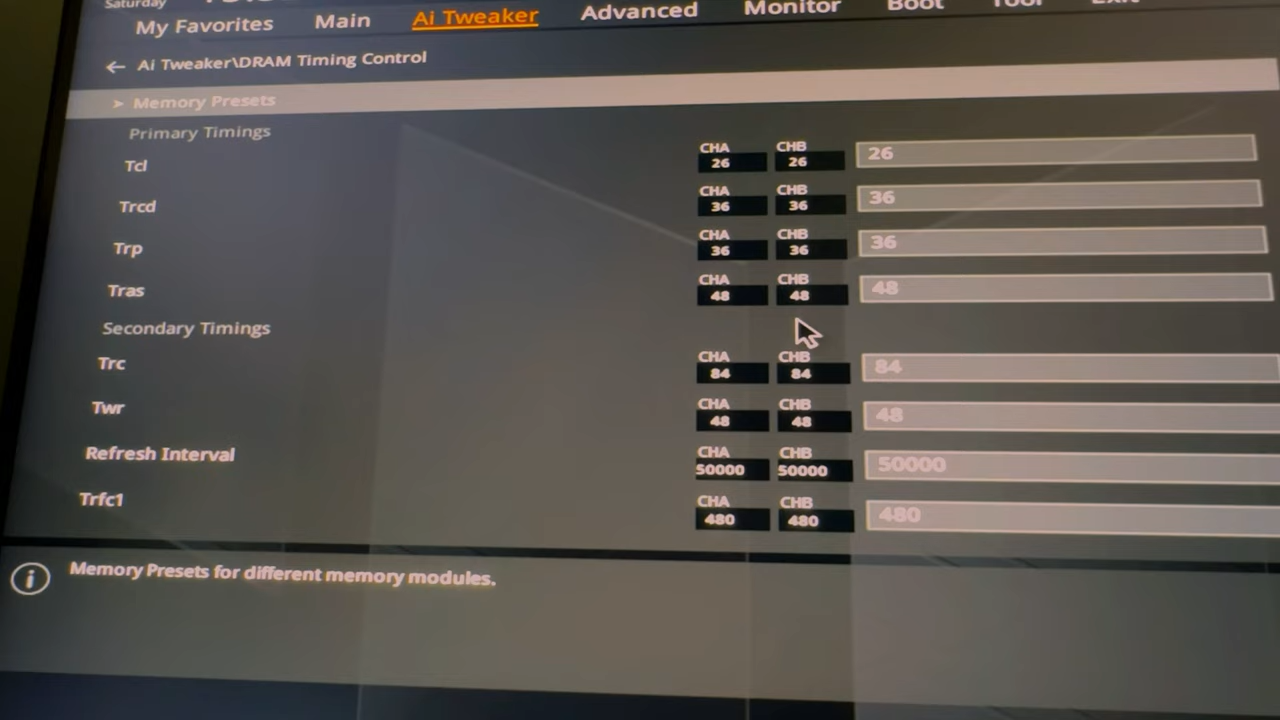 Saturday
My Favorites Main Ai Tweaker Advanced Monitor Boot Tool Exit
← Ai Tweaker\DRAM Timing Control
Memory Presets
Primary Timings
Tcl CHA 26 CHB 26 26
Trcd CHA 36 CHB 36 36
Trp CHA 36 CHB 36 36
Tras CHA 48 CHB 48 48
Secondary Timings
Trc CHA 84 CHB 84 84
Twr CHA 48 CHB 48 48
Refresh Interval CHA 50000 CHB 50000 50000
Trfc1 CHA 480 CHB 480 480
Memory Presets for different memory modules.